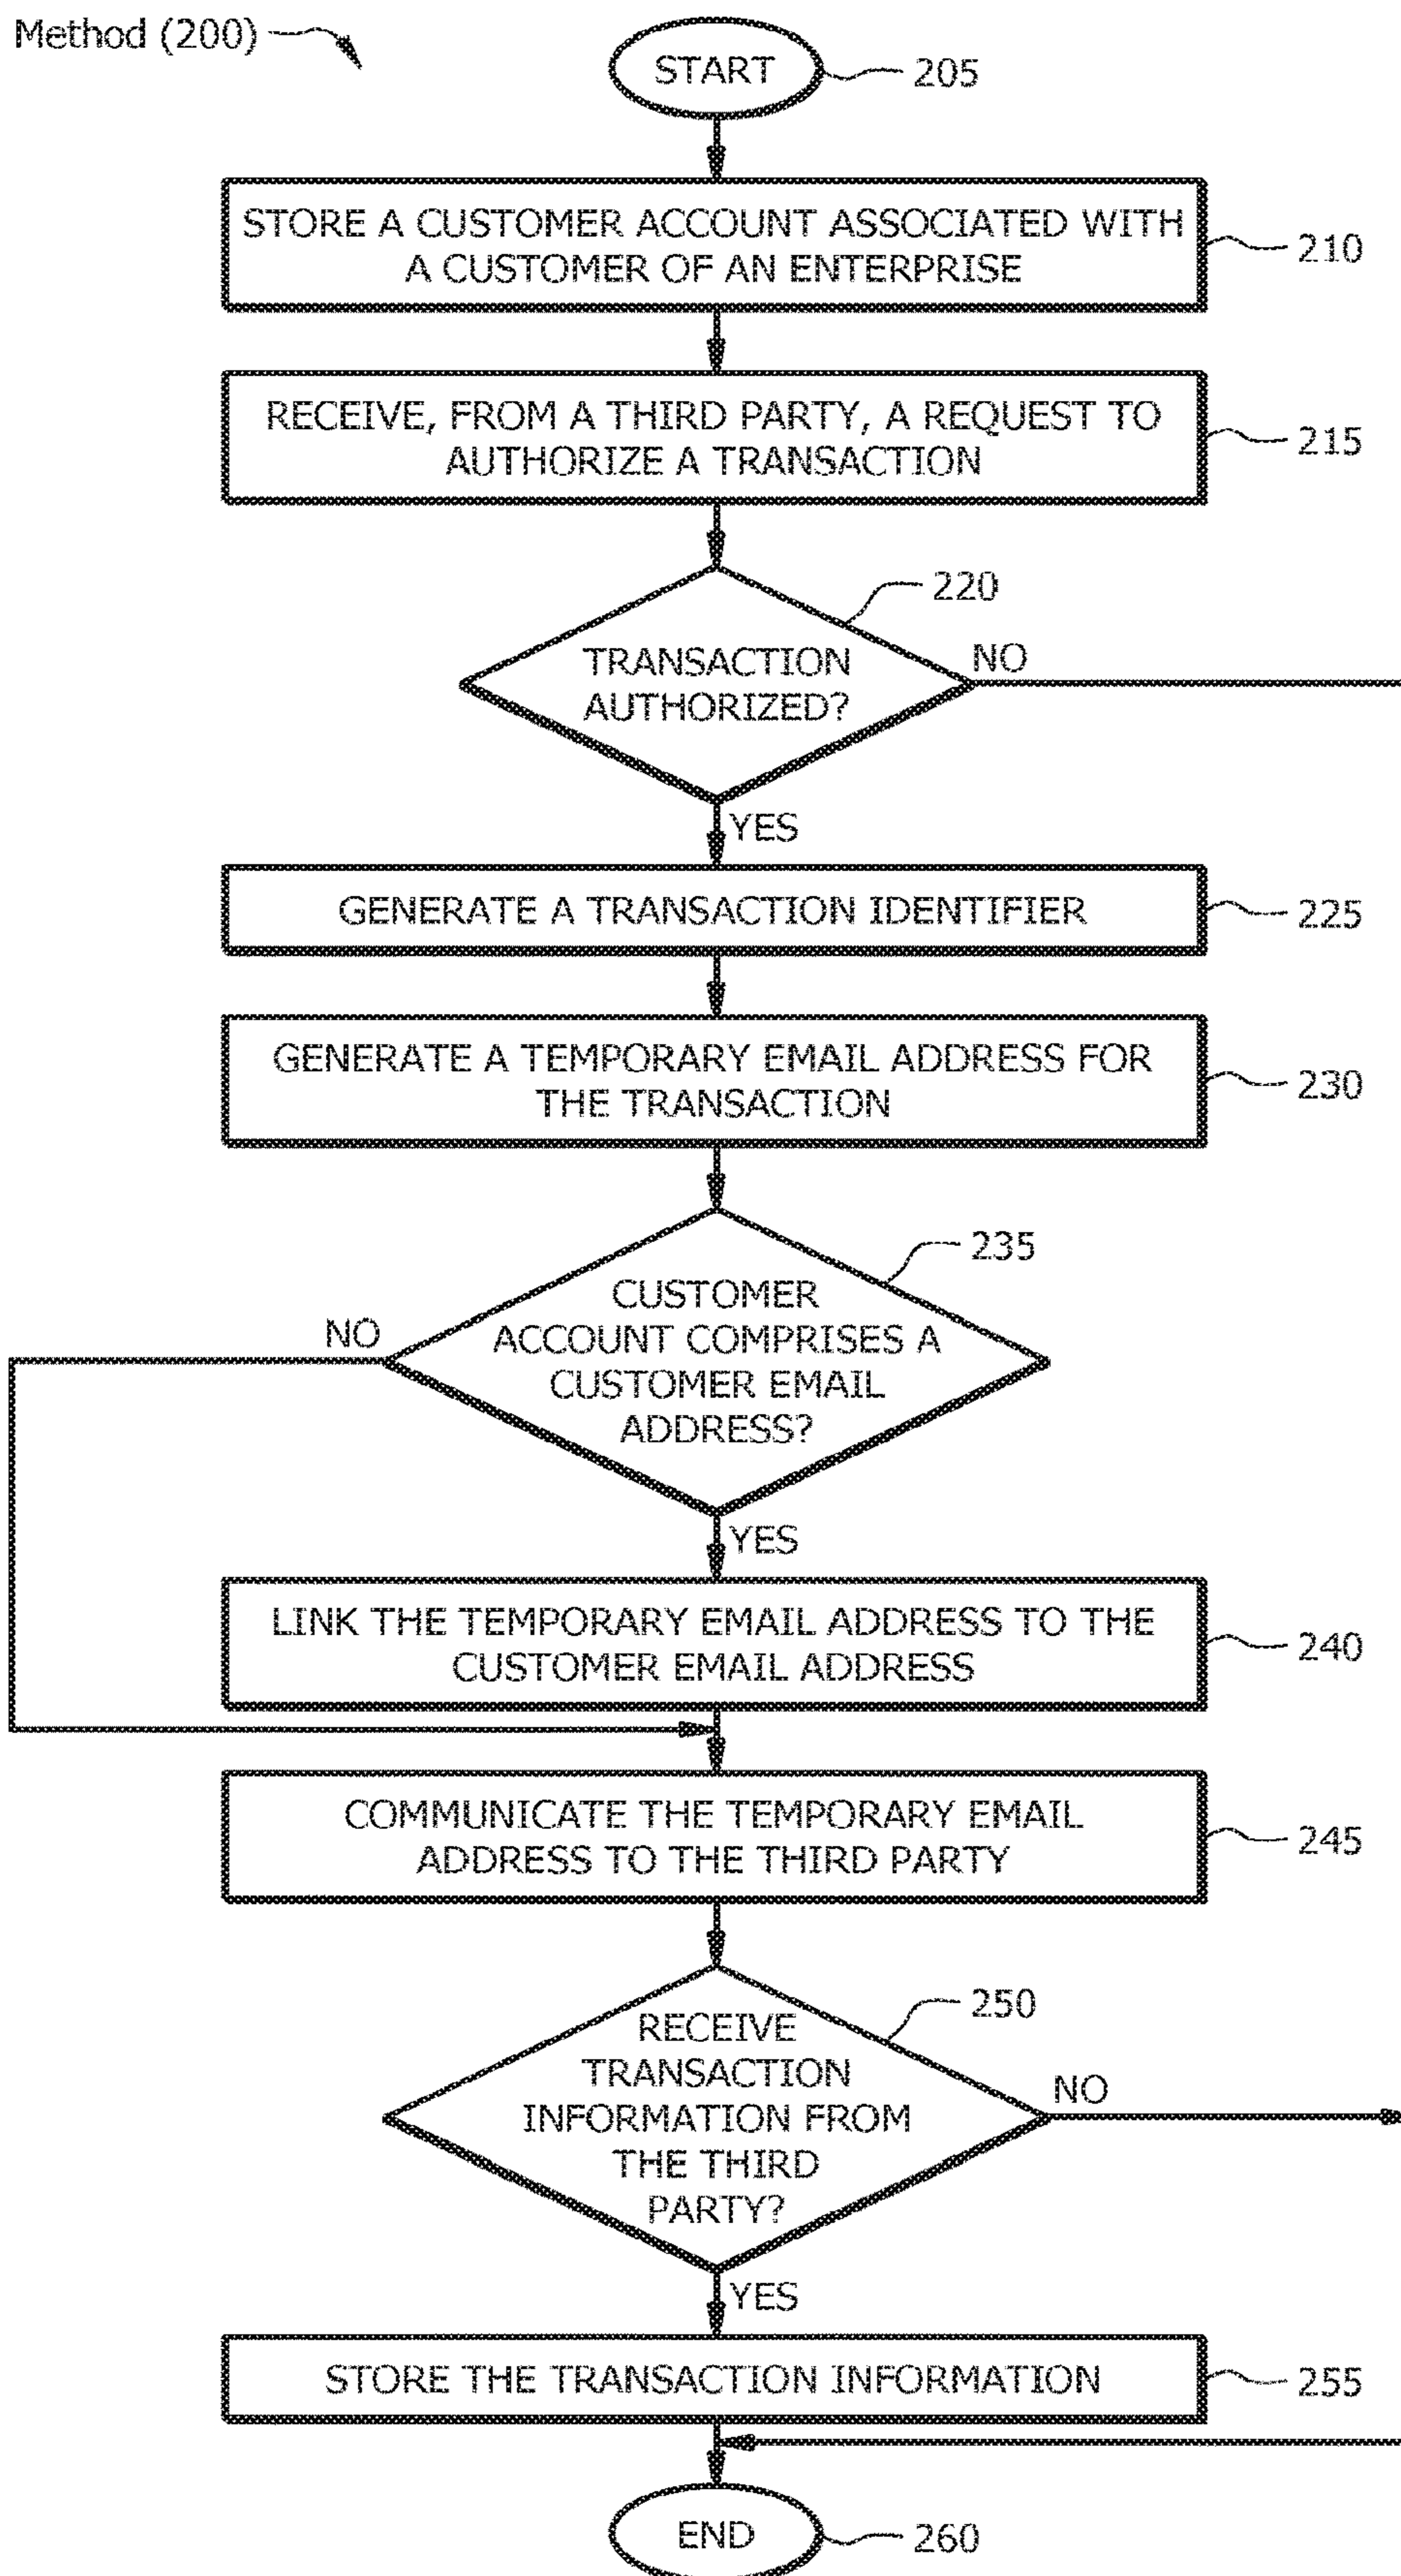 Method (200)
START
205
STORE A CUSTOMER ACCOUNT ASSOCIATED WITH
A CUSTOMER OF AN ENTERPRISE
210
RECEIVE, FROM A THIRD PARTY, A REQUEST TO
AUTHORIZE A TRANSACTION
215
220
TRANSACTION
AUTHORIZED?
NO
YES
GENERATE A TRANSACTION IDENTIFIER
225
GENERATE A TEMPORARY EMAIL ADDRESS FOR
THE TRANSACTION
230
235
CUSTOMER
ACCOUNT COMPRISES A
CUSTOMER EMAIL
ADDRESS?
NO
YES
LINK THE TEMPORARY EMAIL ADDRESS TO THE
CUSTOMER EMAIL ADDRESS
240
COMMUNICATE THE TEMPORARY EMAIL
ADDRESS TO THE THIRD PARTY
245
250
RECEIVE
TRANSACTION
INFORMATION FROM
THE THIRD
PARTY?
NO
YES
STORE THE TRANSACTION INFORMATION
255
END
260